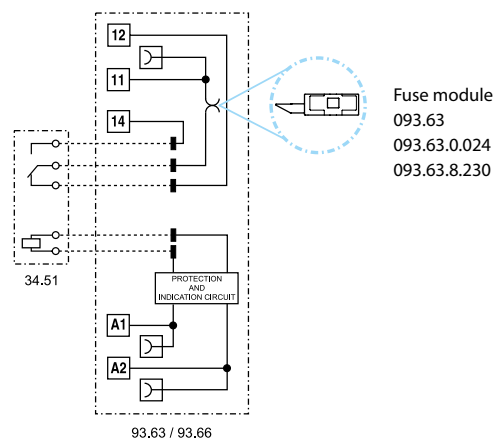 12
11
14
Fuse module
093.63
093.63.0.024
093.63.8.230
34.51
PROTECTION
AND
INDICATION CIRCUIT
A1
A2
93.63 / 93.66